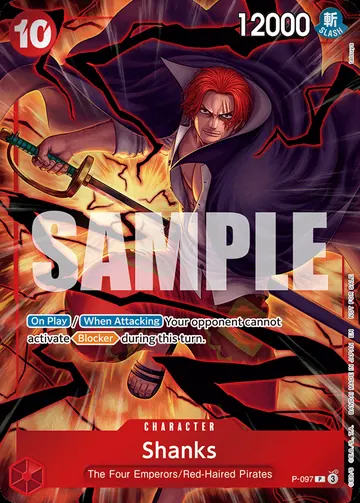 10
12000
斬
SLASH
SAMPLE
On Play / When Attacking Your opponent cannot
activate Blocker during this turn.
CHARACTER
Shanks
The Four Emperors/Red-Haired Pirates
P-097 P 3